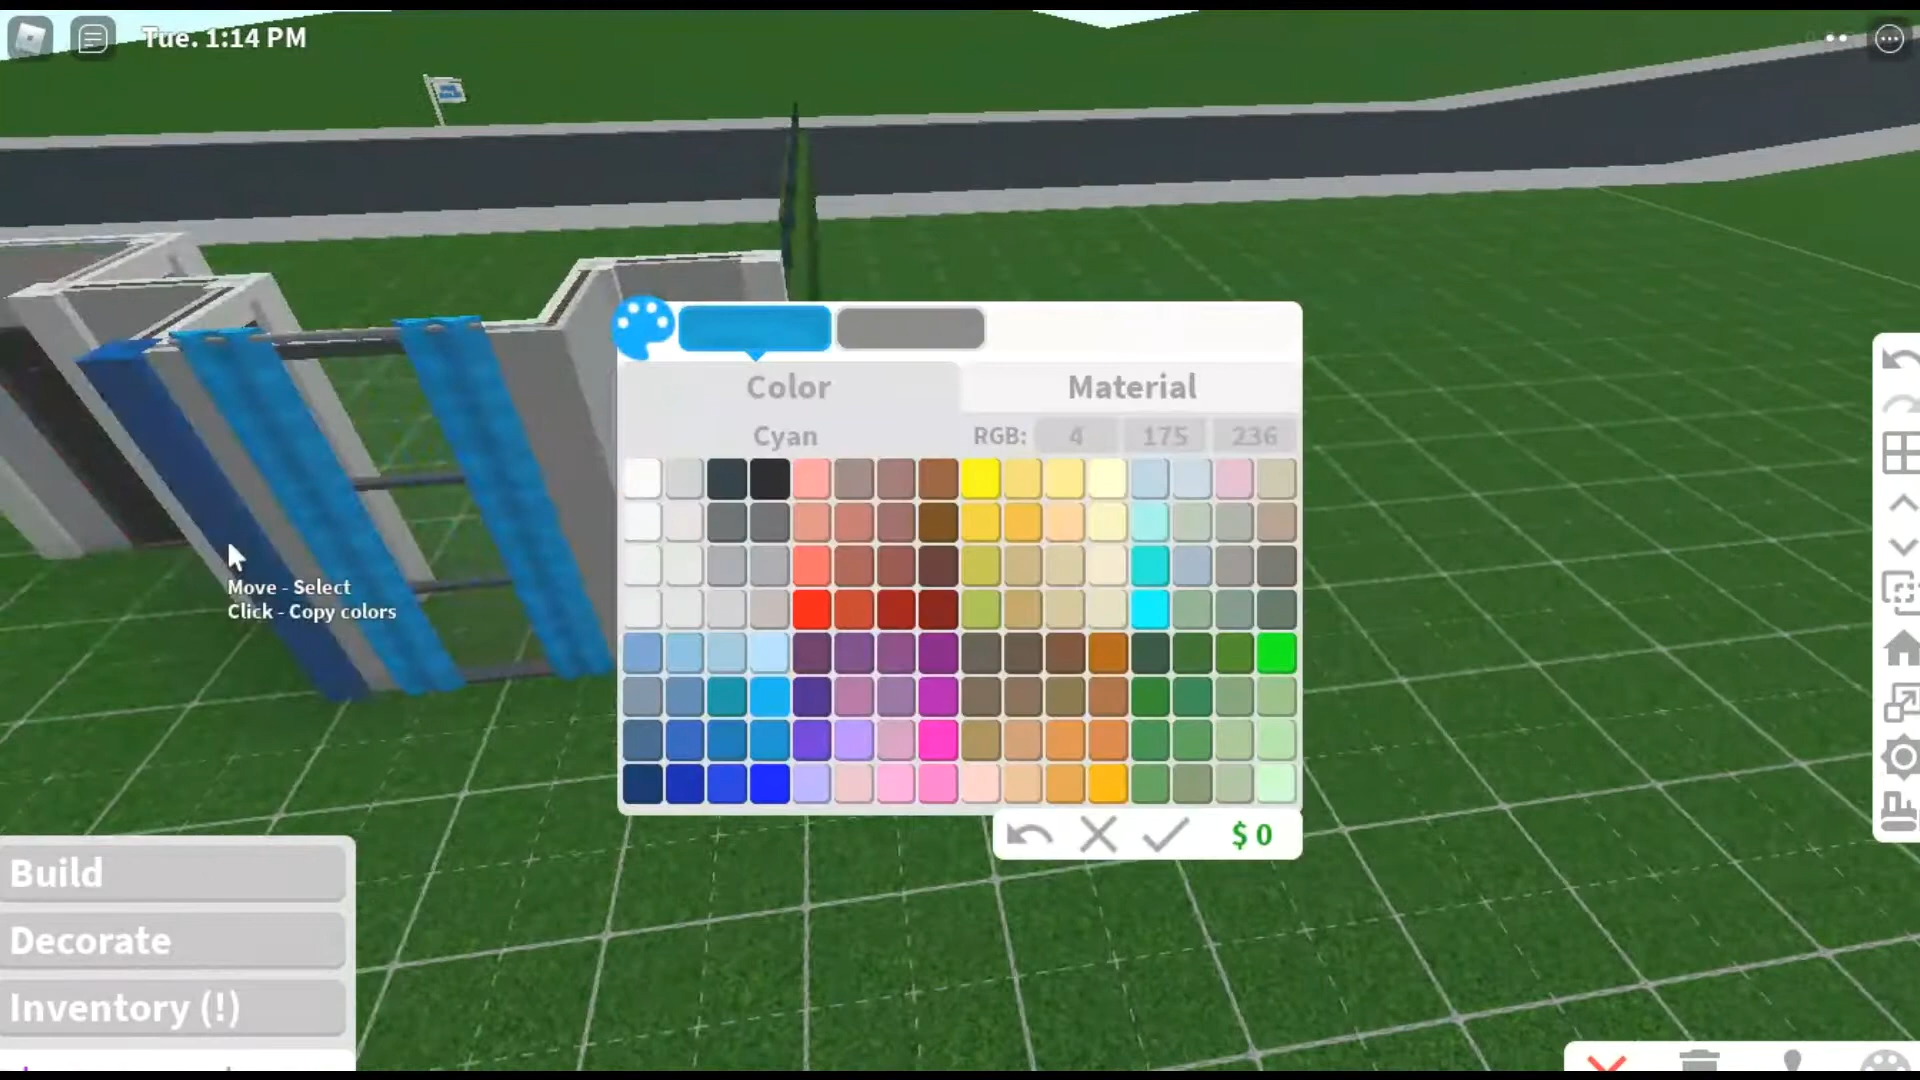 Tue. 1:14 PM
Color
Material
Cyan
RGB: 4 175 236
Move - Select
Click - Copy colors
$ 0
Build
Decorate
Inventory (!)